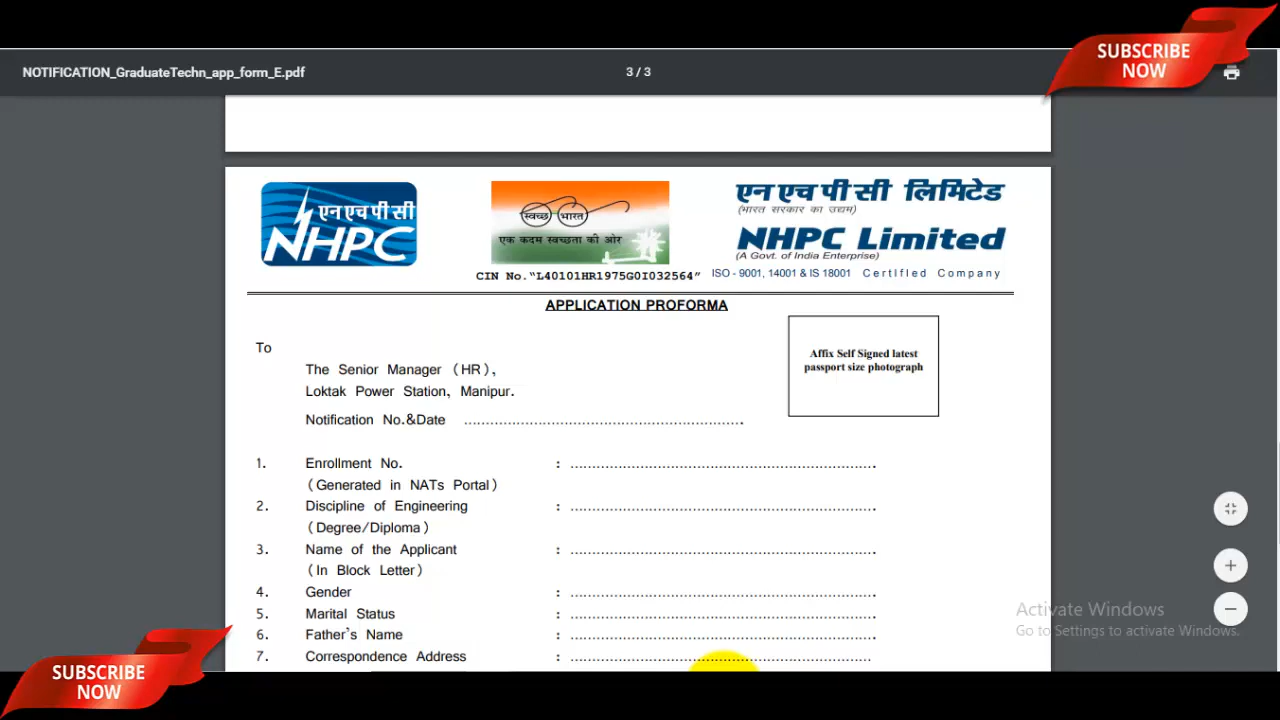 SUBSCRIBE
NOW
NOTIFICATION_GraduateTechn_app_form_E.pdf
3 / 3
एन एच पी सी
NHPC
स्वच्छ भारत
एक कदम स्वच्छता की ओर
एन एच पी सी लिमिटेड
(भारत सरकार का उद्यम)
NHPC Limited
(A Govt. of India Enterprise)
CIN No."L40101HR1975GOI032564"
ISO - 9001, 14001 & IS 18001 Certified Company
APPLICATION PROFORMA
Affix Self Signed latest
passport size photograph
To
The Senior Manager (HR),
Loktak Power Station, Manipur.
Notification No.&Date ................................................................
1. Enrollment No. : ......................................................................
(Generated in NATs Portal)
2. Discipline of Engineering : ......................................................................
(Degree/Diploma)
3. Name of the Applicant : ......................................................................
(In Block Letter)
4. Gender : ......................................................................
5. Marital Status : ......................................................................
6. Father's Name : ......................................................................
7. Correspondence Address : .....................................................................
Activate Windows
Go to Settings to activate Windows.
SUBSCRIBE
NOW